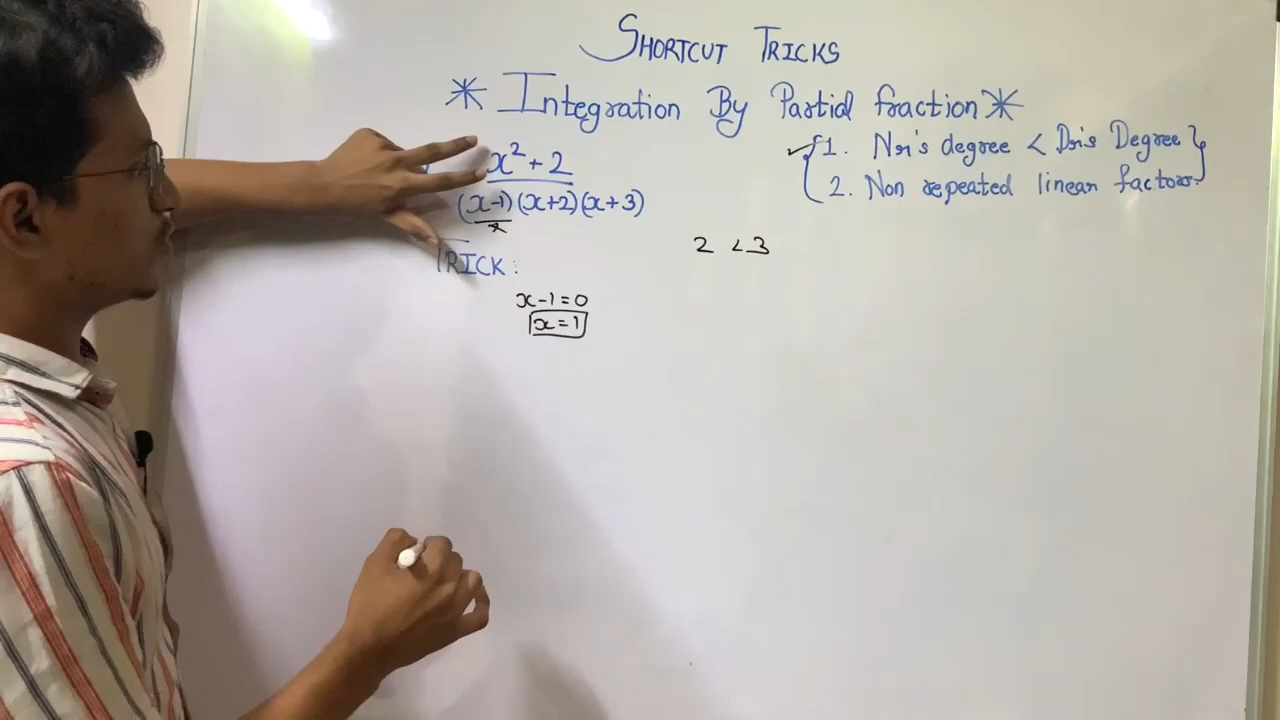 SHORTCUT TRICKS
* Integration By Partial fraction *
1. Nr's degree < Dr's Degree
2. Non repeated linear factors.
x² + 2
(x-1)(x+2)(x+3)
2 < 3
TRICK:
x-1=0
x=1